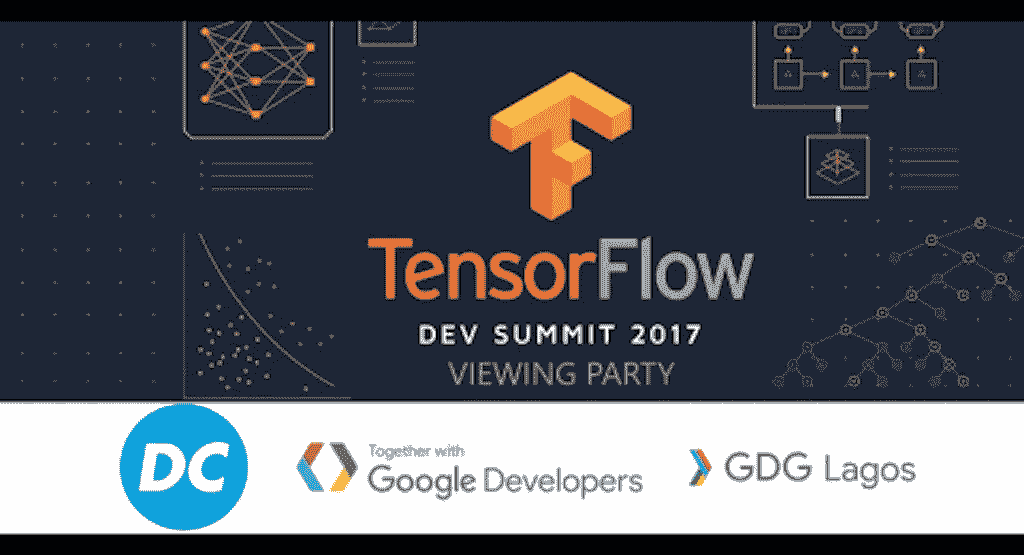 TensorFlow
DEV SUMMIT 2017
VIEWING PARTY
DC
Together with
Google Developers
GDG Lagos